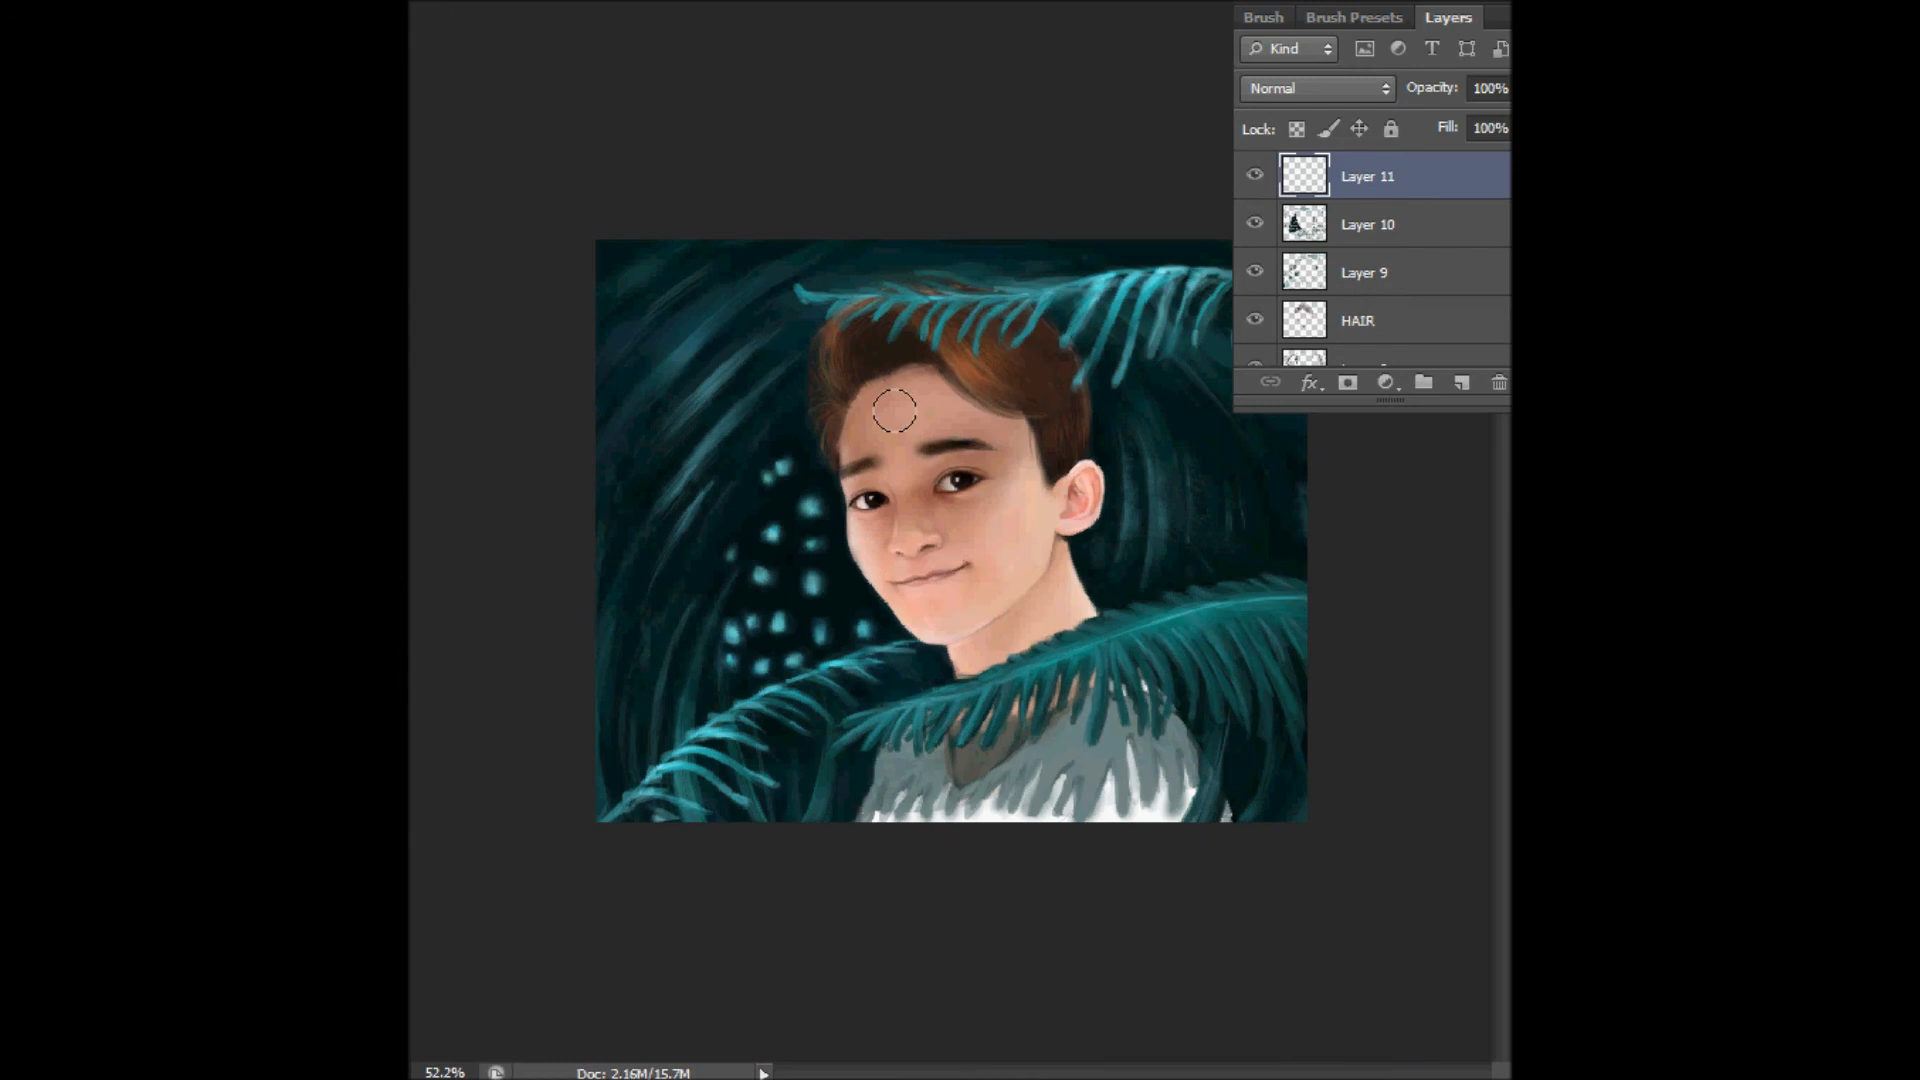 Brush Brush Presets Layers
Kind
Normal Opacity: 100%
Lock: Fill: 100%
Layer 11
Layer 10
Layer 9
HAIR
fx
52.2% Doc: 2.16M/15.7M